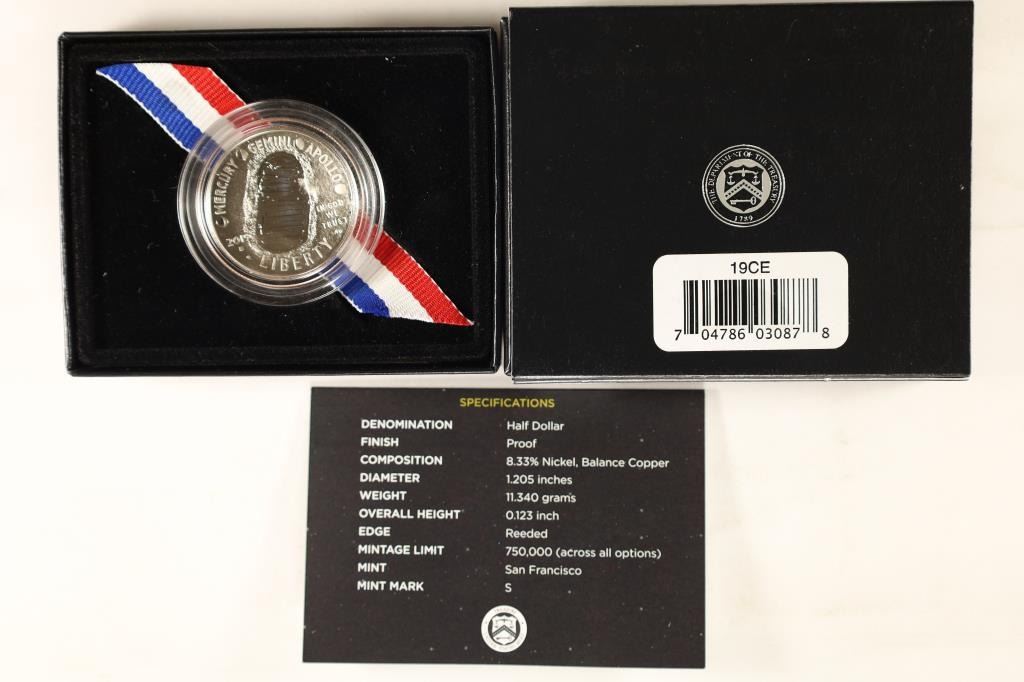 MERCURY GEMINI APOLLO
IN GOD
WE
TRUST
2019
LIBERTY
THE DEPARTMENT OF THE TREASURY
1789
19CE
7 04786 03087 8
SPECIFICATIONS
DENOMINATION Half Dollar
FINISH Proof
COMPOSITION 8.33% Nickel, Balance Copper
DIAMETER 1.205 inches
WEIGHT 11.340 grams
OVERALL HEIGHT 0.123 inch
EDGE Reeded
MINTAGE LIMIT 750,000 (across all options)
MINT San Francisco
MINT MARK S